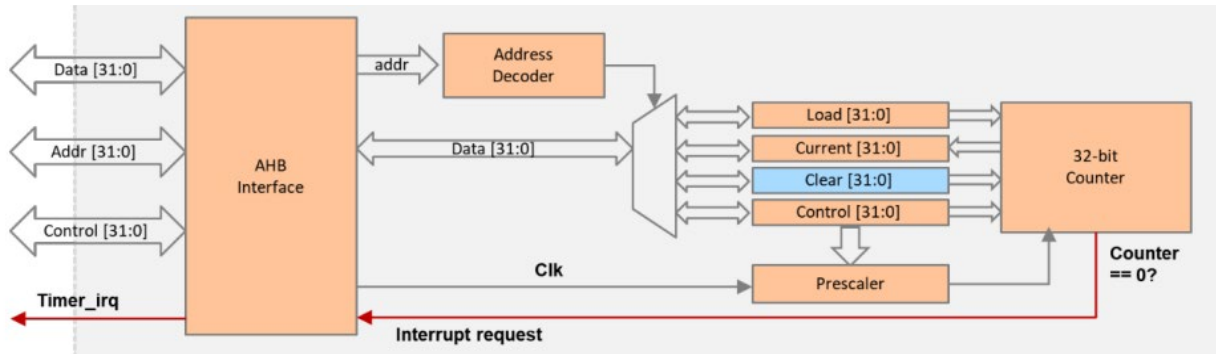 Data [31:0]
Addr [31:0]
Control [31:0]
Timer_irq
AHB
Interface
addr
Address
Decoder
Data [31:0]
Load [31:0]
Current [31:0]
Clear [31:0]
Control [31:0]
32-bit
Counter
Clk
Prescaler
Counter
== 0?
Interrupt request